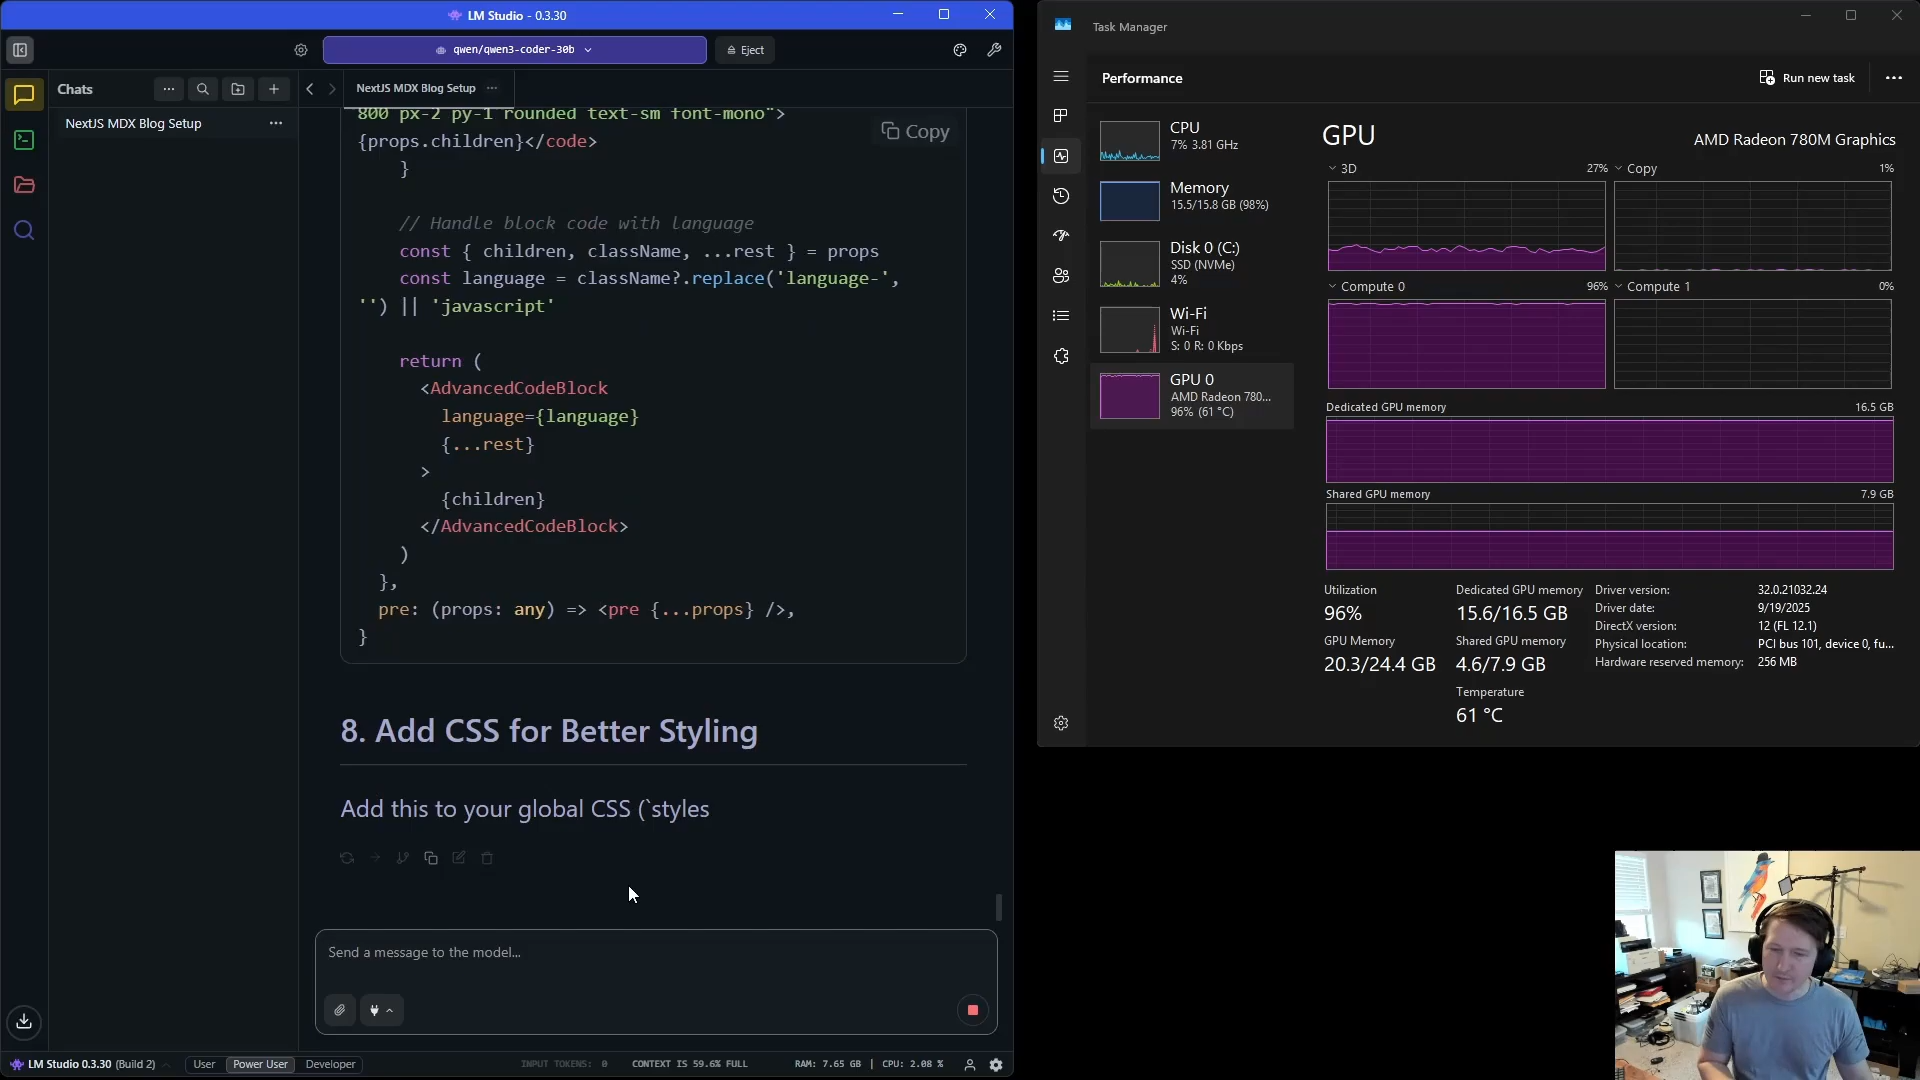 LM Studio - 0.3.30
qwen/qwen3-coder-30b
Eject
Chats
NextJS MDX Blog Setup
NextJS MDX Blog Setup
800 px-2 py-1 rounded text-sm font-mono">
{props.children}</code>
}
Copy
// Handle block code with language
const { children, className, ...rest } = props
const language = className?.replace('language-',
'') || 'javascript'
return (
<AdvancedCodeBlock
language={language}
{...rest}
>
{children}
</AdvancedCodeBlock>
)
},
pre: (props: any) => <pre {...props} />,
}
8. Add CSS for Better Styling
Add this to your global CSS (`styles
Send a message to the model...
LM Studio 0.3.30 (Build 2)
User
Power User
Developer
INPUT TOKENS: 0
CONTEXT IS 59.6% FULL
RAM: 7.65 GB | CPU: 2.08 %
Task Manager
Performance
Run new task
CPU
7% 3.81 GHz
Memory
15.5/15.8 GB (98%)
Disk 0 (C:)
SSD (NVMe)
4%
Wi-Fi
Wi-Fi
S: 0 R: 0 Kbps
GPU 0
AMD Radeon 780...
96% (61 °C)
GPU
AMD Radeon 780M Graphics
3D 27%
Copy 1%
Compute 0 96%
Compute 1 0%
Dedicated GPU memory 16.5 GB
Shared GPU memory 7.9 GB
Utilization
96%
Dedicated GPU memory
15.6/16.5 GB
GPU Memory
20.3/24.4 GB
Shared GPU memory
4.6/7.9 GB
Temperature
61 °C
Driver version: 32.0.21032.24
Driver date: 9/19/2025
DirectX version: 12 (FL 12.1)
Physical location: PCI bus 101, device 0, fu...
Hardware reserved memory: 256 MB